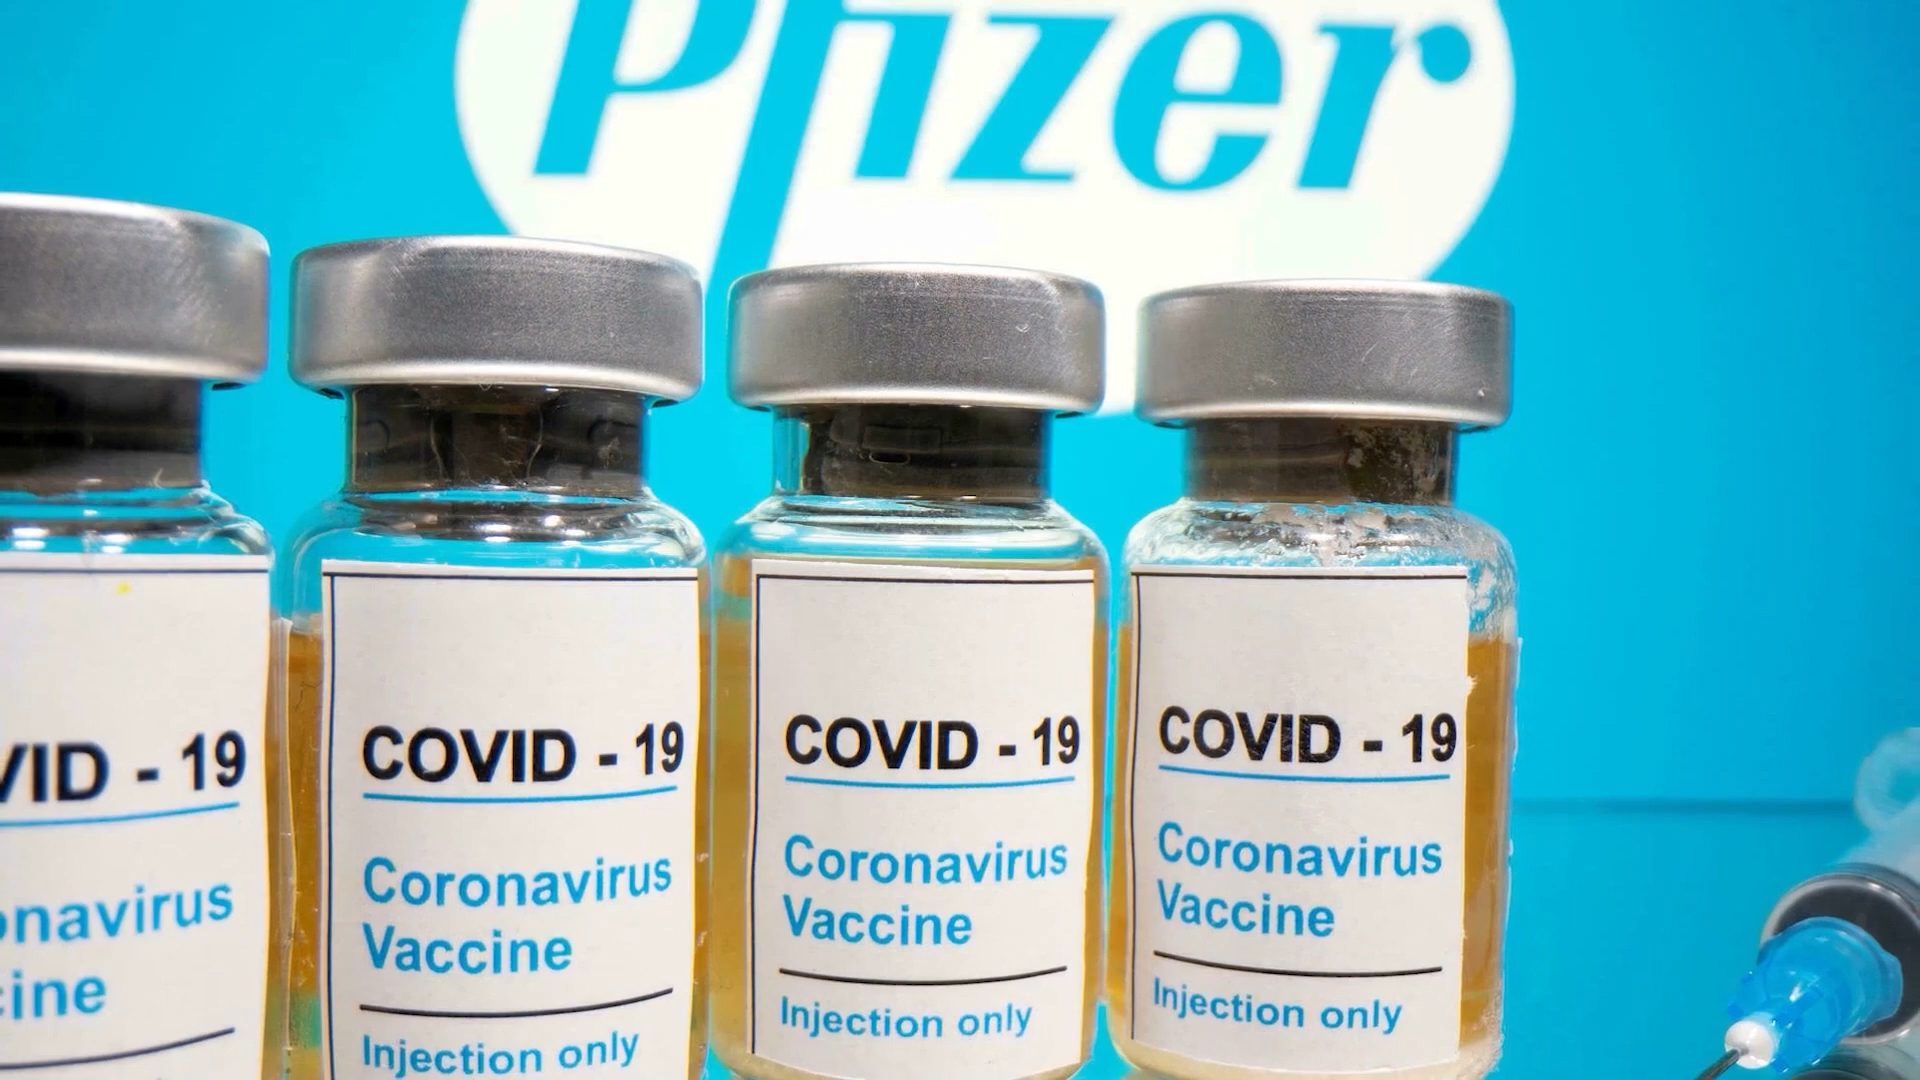 Pfizer
VID - 19
onavirus
cine
COVID - 19
Coronavirus
Vaccine
Injection only
COVID - 19
Coronavirus
Vaccine
Injection only
COVID - 19
Coronavirus
Vaccine
Injection only